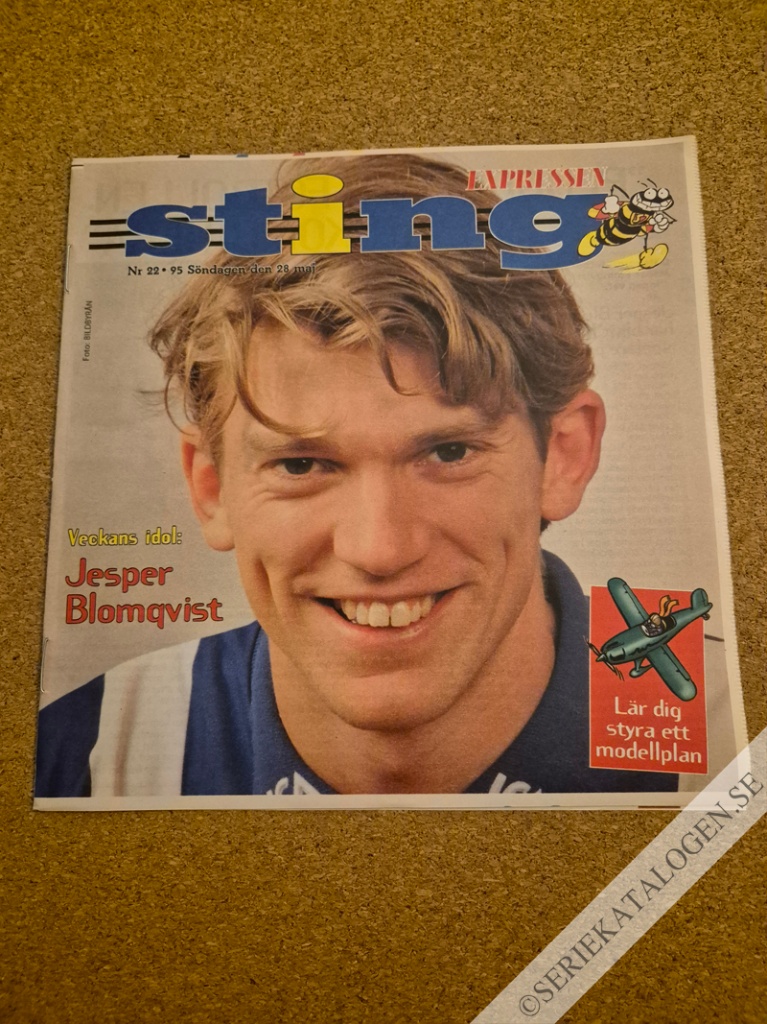 EXPRESSEN
sting
Nr 22 • 95 Söndagen den 28 maj
Foto: BILDBYRÅN
Veckans idol:
Jesper
Blomqvist
Lär dig
styra ett
modellplan
©SERIEKATALOGEN.SE